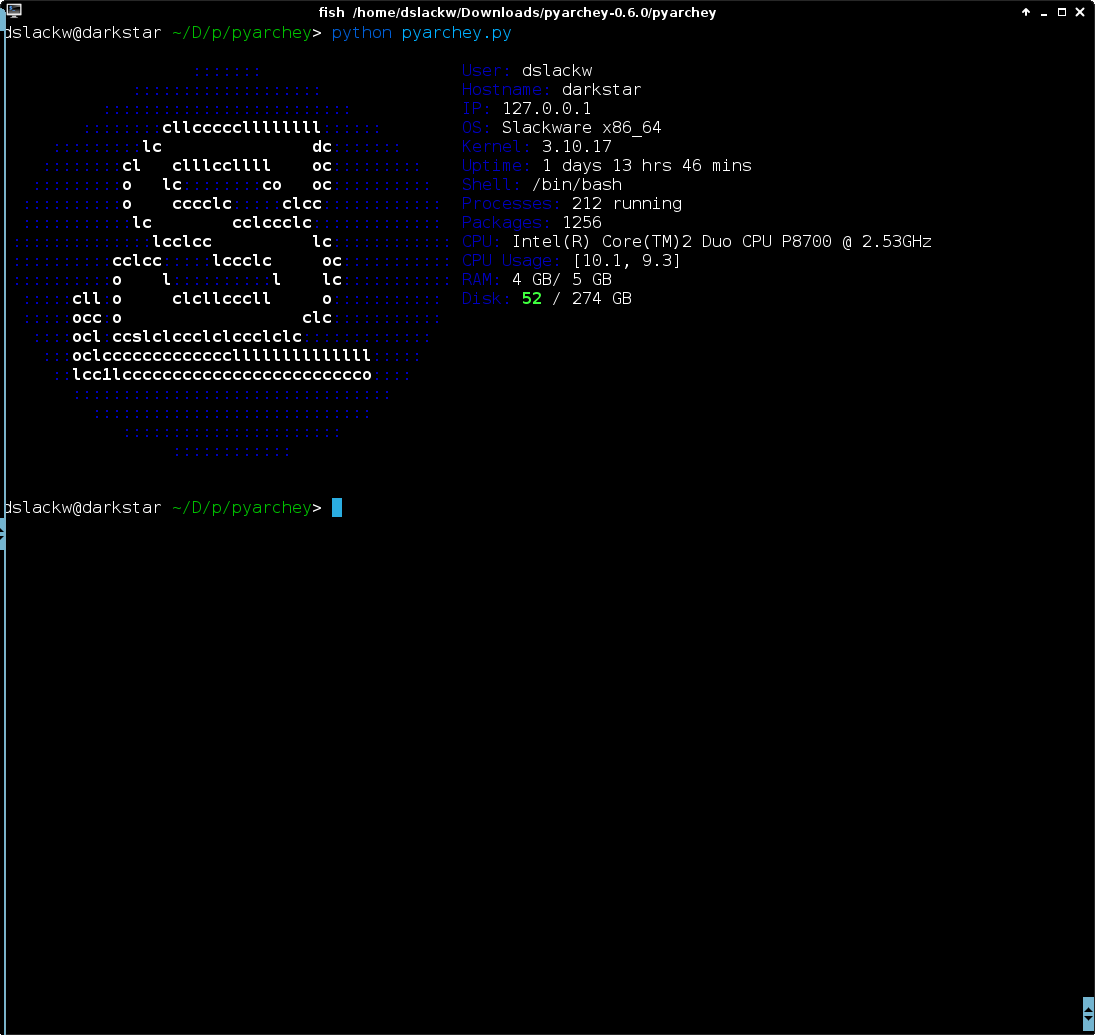 fish /home/dslackw/Downloads/pyarchey-0.6.0/pyarchey
dslackw@darkstar ~/D/p/pyarchey> python pyarchey.py
::::::: User: dslackw
::::::::::::::::::: Hostname: darkstar
::::::::::::::::::::::::: IP: 127.0.0.1
::::::::cllcccccllllllll:::::: OS: Slackware x86_64
:::::::::lc               dc::::::: Kernel: 3.10.17
::::::::cl   clllccllll    oc::::::::: Uptime: 1 days 13 hrs 46 mins
:::::::::o   lc::::::::co   oc:::::::::: Shell: /bin/bash
::::::::::o    cccclc:::::clcc:::::::::::: Processes: 212 running
:::::::::::lc        cclccclc::::::::::::: Packages: 1256
::::::::::::::lcclcc          lc:::::::::::: CPU: Intel(R) Core(TM)2 Duo CPU P8700 @ 2.53GHz
::::::::::cclcc:::::lccclc     oc::::::::::: CPU Usage: [10.1, 9.3]
::::::::::o    l::::::::::l    lc::::::::::: RAM: 4 GB/ 5 GB
:::::cll:o     clcllcccll     o::::::::::: Disk: 52 / 274 GB
:::::occ:o                  clc:::::::::::
::::ocl:ccslclccclclccclclc:::::::::::::
:::oclcccccccccccccllllllllllllll:::::
::lcc1lcccccccccccccccccccccccco::::
::::::::::::::::::::::::::::::::
::::::::::::::::::::::::::::
::::::::::::::::::::::
::::::::::::
dslackw@darkstar ~/D/p/pyarchey>